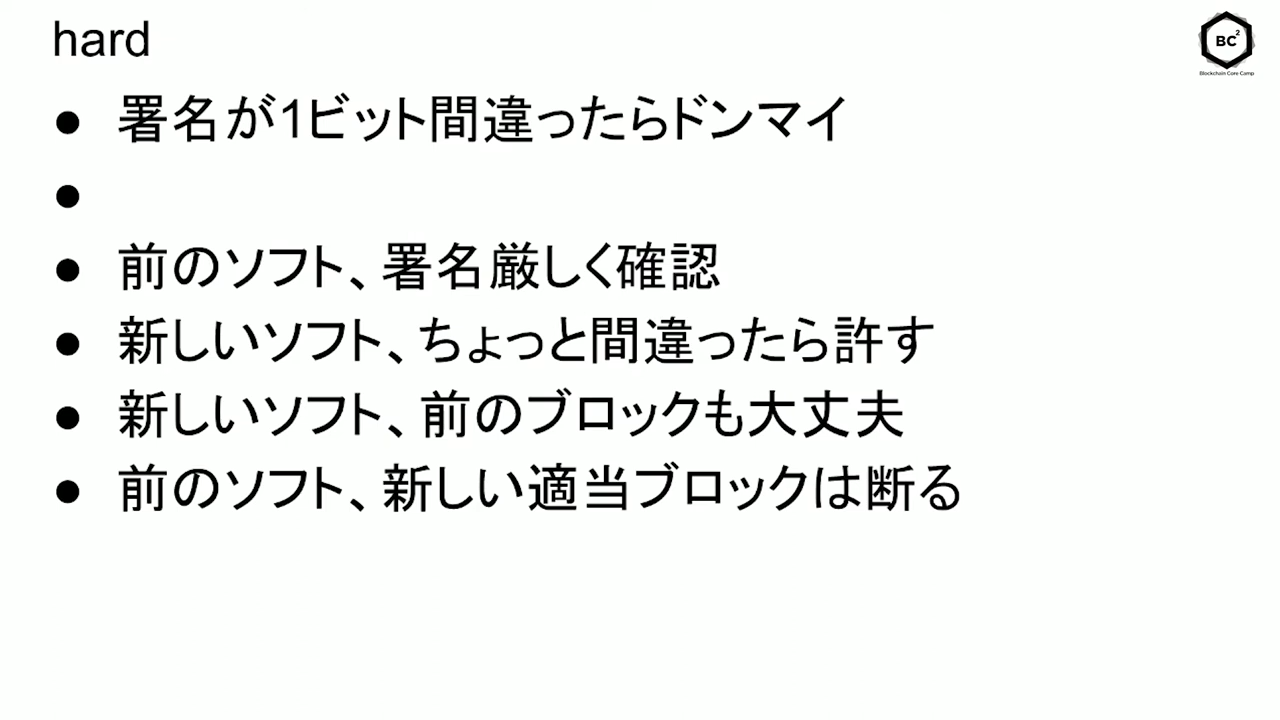 hard
BC2
Blockchain Core Camp
● 署名が1ビット間違ったらドンマイ
●
● 前のソフト、署名厳しく確認
● 新しいソフト、ちょっと間違ったら許す
● 新しいソフト、前のブロックも大丈夫
● 前のソフト、新しい適当ブロックは断る